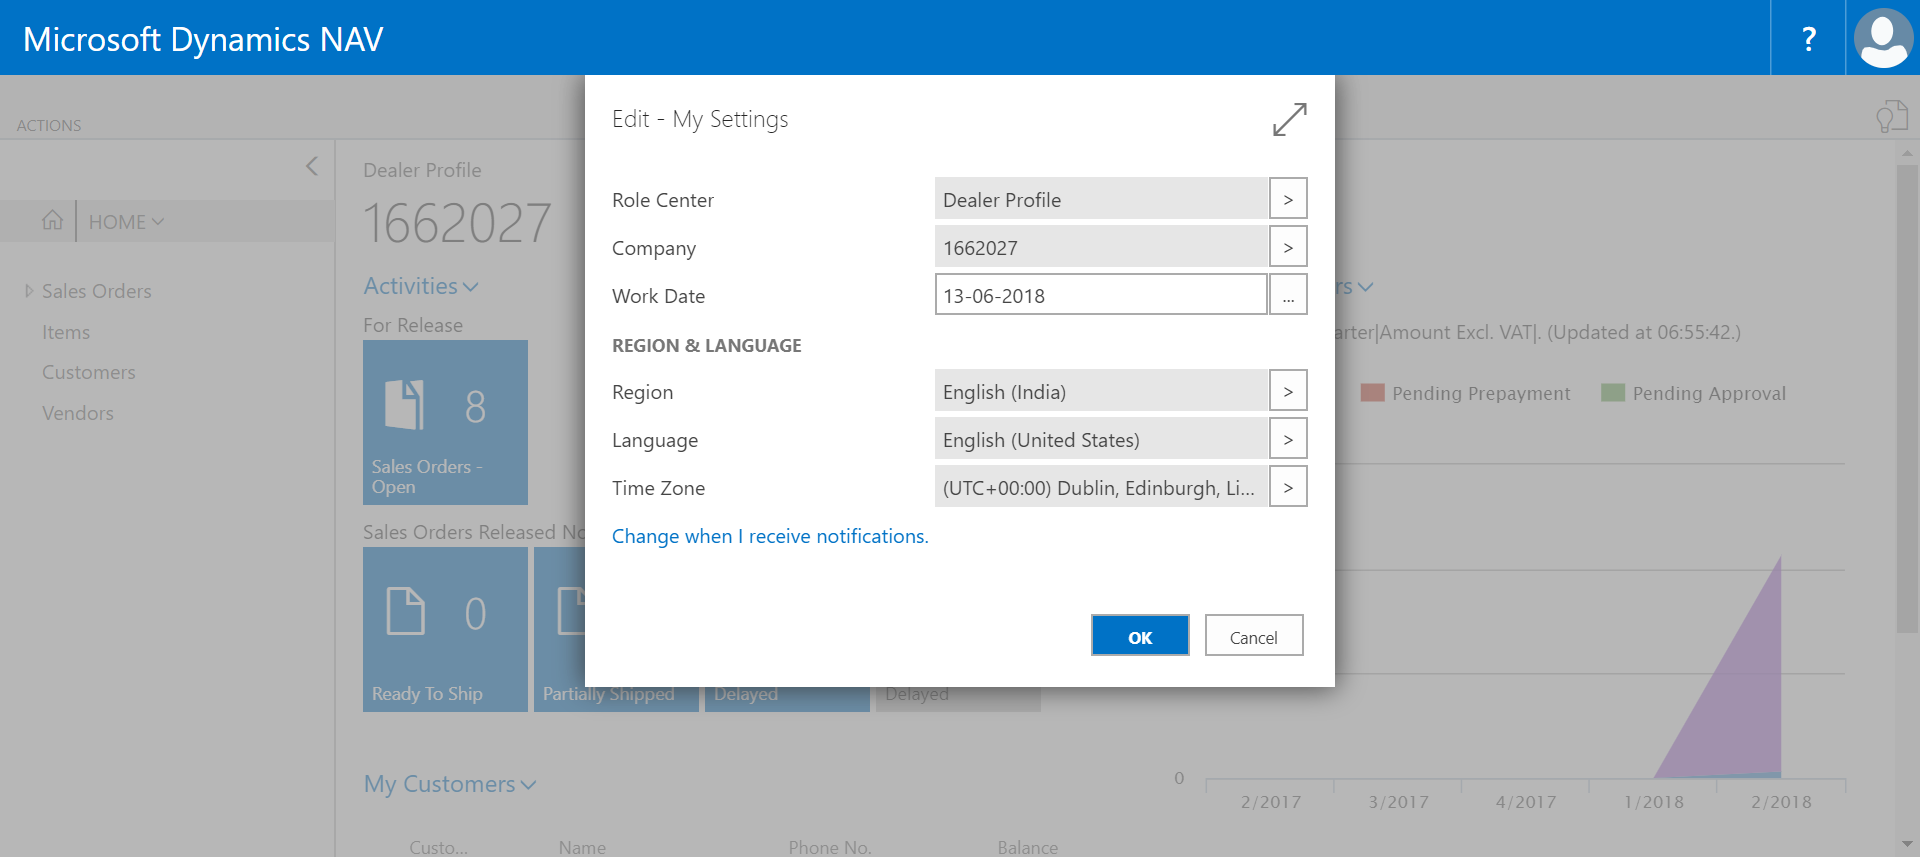 Microsoft Dynamics NAV
?
ACTIONS
HOME
Sales Orders
Items
Customers
Vendors
Dealer Profile
1662027
Activities
For Release
8
Sales Orders -
Open
Sales Orders Released No
0
Ready To Ship
Partially Shipped
Delayed
Delayed
My Customers
Custo...
Name
Phone No.
Balance
Edit - My Settings
Role Center
Dealer Profile
>
Company
1662027
>
Work Date
13-06-2018
...
REGION & LANGUAGE
Region
English (India)
>
Language
English (United States)
>
Time Zone
(UTC+00:00) Dublin, Edinburgh, Li...
>
Change when I receive notifications.
OK
Cancel
rs
arter|Amount Excl. VAT|. (Updated at 06:55:42.)
Pending Prepayment
Pending Approval
0
2/2017
3/2017
4/2017
1/2018
2/2018